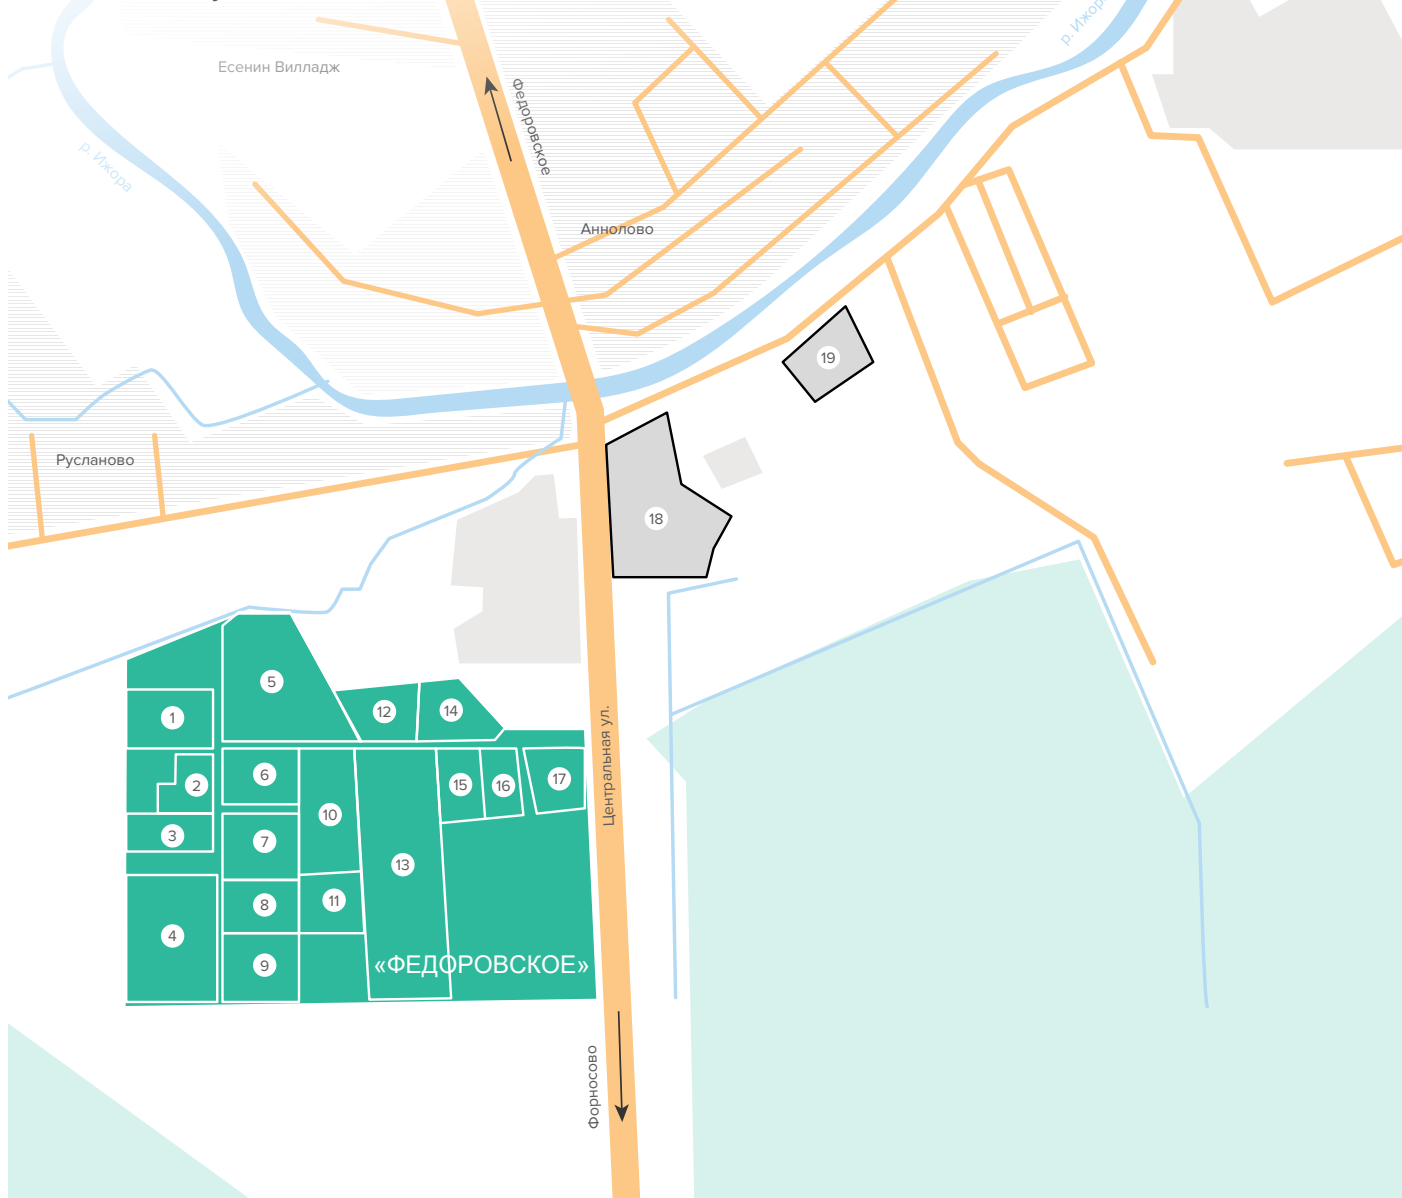 Есенин Вилладж
р. Ижора
Федоровское
р. Ижора
Аннолово
19
Русланово
18
5
1
12
14
6
2
15
16
17
10
3
7
13
8
11
4
9
«ФЕДОРОВСКОЕ»
Центральная ул.
Форносово